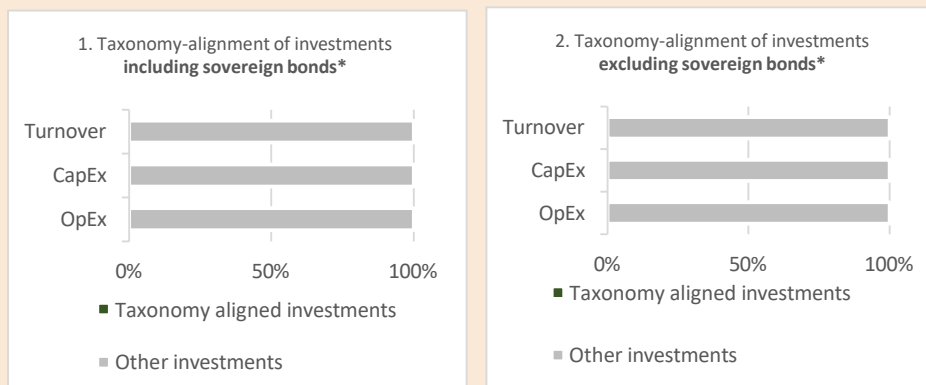 1. Taxonomy-alignment of investments
including sovereign bonds*
Turnover
CapEx
OpEx
0% 50% 100%
■ Taxonomy aligned investments
■ Other investments
2. Taxonomy-alignment of investments
excluding sovereign bonds*
Turnover
CapEx
OpEx
0% 50% 100%
■ Taxonomy aligned investments
■ Other investments